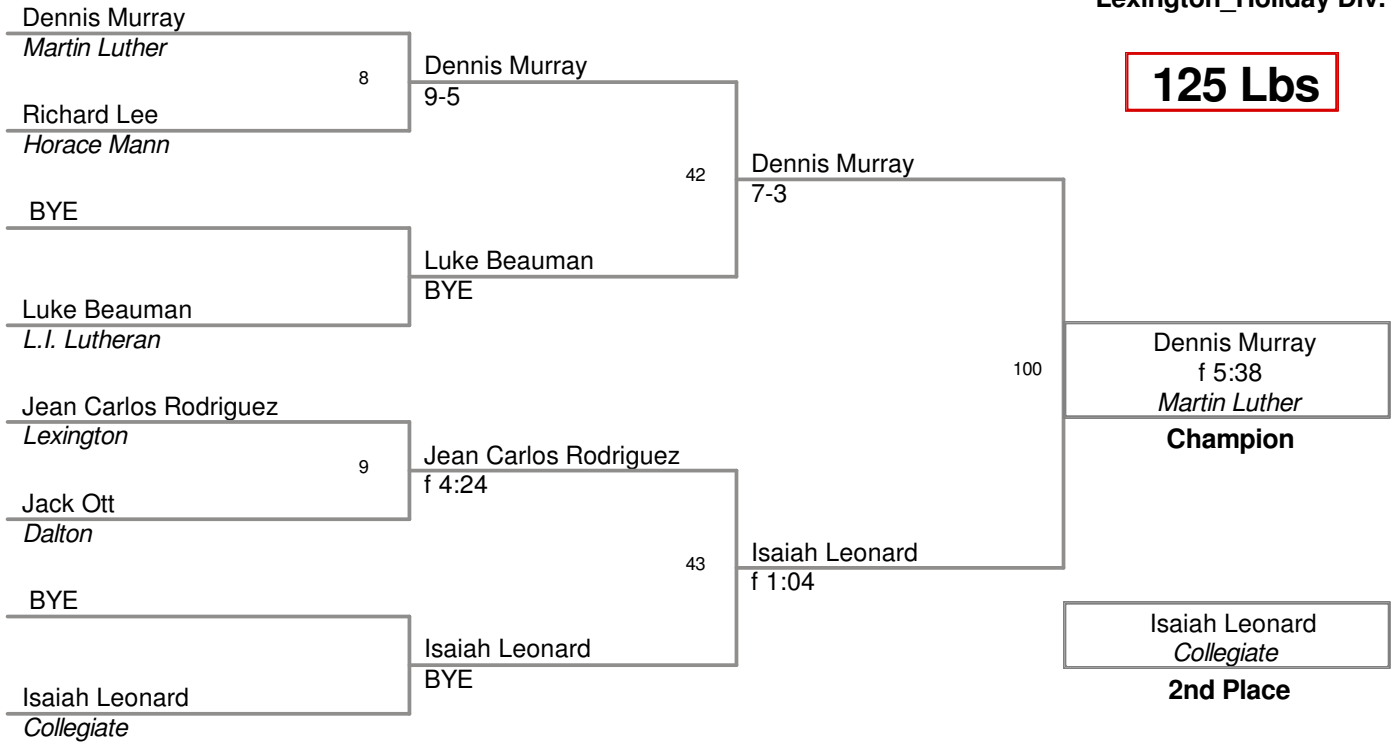 Lexington_Holiday Div.
125 Lbs
Dennis Murray
Martin Luther
8
Richard Lee
Horace Mann
BYE
Luke Beauman
L.I. Lutheran
Jean Carlos Rodriguez
Lexington
9
Jack Ott
Dalton
BYE
Isaiah Leonard
Collegiate
Dennis Murray
9-5
42
Luke Beauman
BYE
Jean Carlos Rodriguez
f 4:24
43
Isaiah Leonard
BYE
Dennis Murray
7-3
100
Isaiah Leonard
f 1:04
Dennis Murray
f 5:38
Martin Luther
Champion
Isaiah Leonard
Collegiate
2nd Place